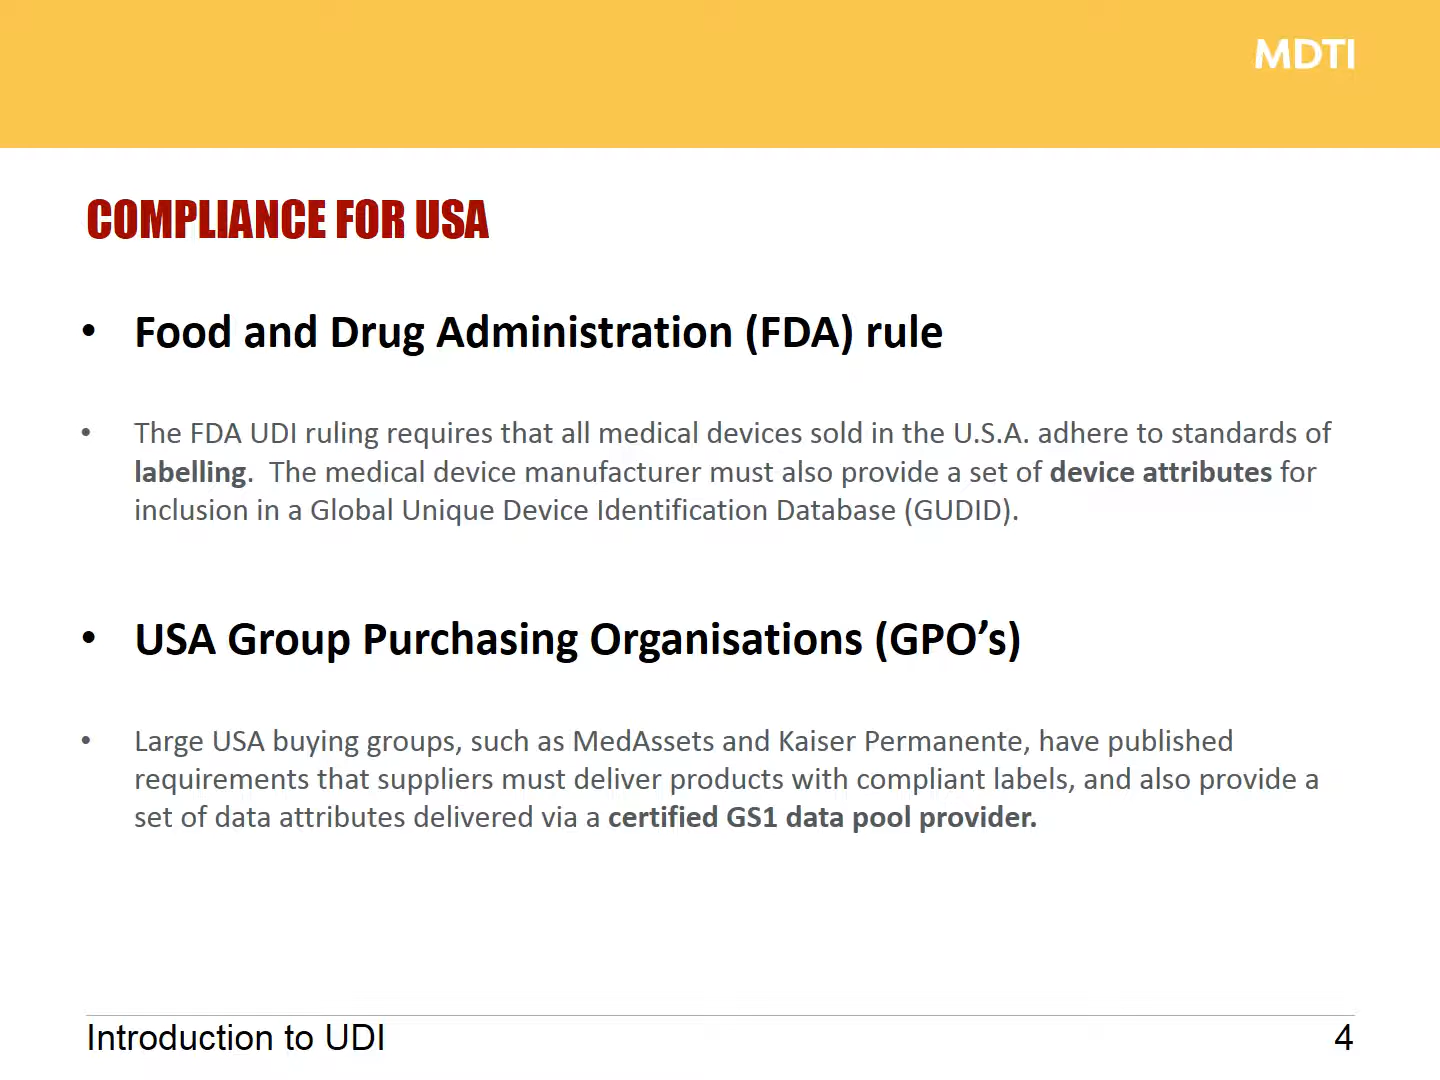 MDTI
COMPLIANCE FOR USA
• Food and Drug Administration (FDA) rule
• The FDA UDI ruling requires that all medical devices sold in the U.S.A. adhere to standards of
labelling.  The medical device manufacturer must also provide a set of device attributes for
inclusion in a Global Unique Device Identification Database (GUDID).
• USA Group Purchasing Organisations (GPO’s)
• Large USA buying groups, such as MedAssets and Kaiser Permanente, have published
requirements that suppliers must deliver products with compliant labels, and also provide a
set of data attributes delivered via a certified GS1 data pool provider.
Introduction to UDI
4